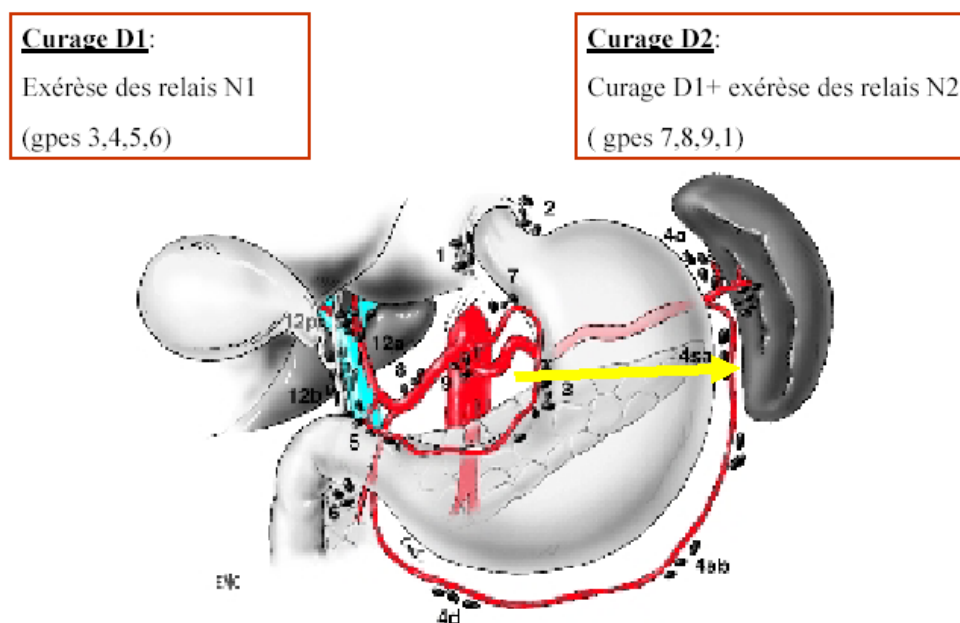 Curage D1:
Exérèse des relais N1
(gpes 3,4,5,6)
Curage D2:
Curage D1+ exérèse des relais N2
( gpes 7,8,9,1)
2
1
4a
7
12p
12a
8
4sa
9
3
12b
5
6
4sb
EMC
4d